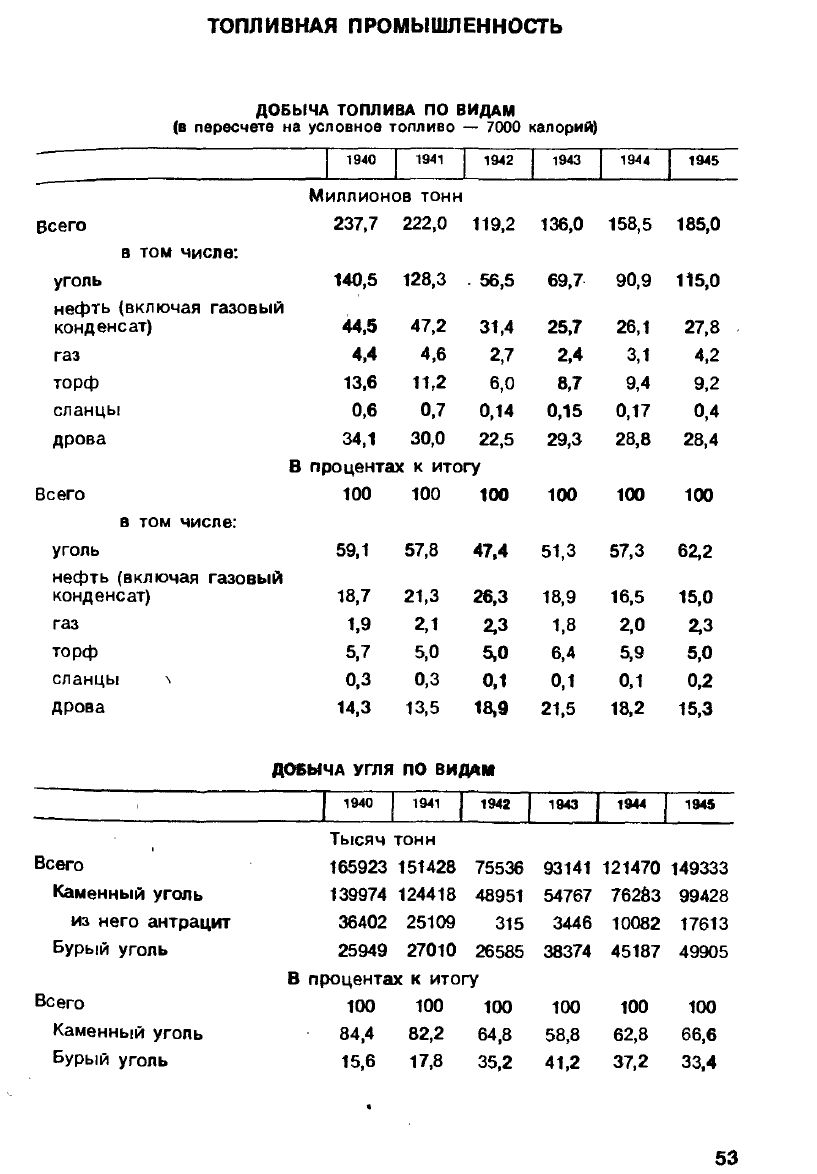 ТОПЛИВНАЯ ПРОМЫШЛЕННОСТЬ
ДОБЫЧА ТОПЛИВА ПО ВИДАМ
(в пересчете на условное топливо — 7000 калорий)
1940 1941 1942 1943 1944 1945
Миллионов тонн
Всего 237,7 222,0 119,2 136,0 158,5 185,0
в том числе:
уголь 140,5 128,3 56,5 69,7 90,9 115,0
нефть (включая газовый
конденсат) 44,5 47,2 31,4 25,7 26,1 27,8
газ 4,4 4,6 2,7 2,4 3,1 4,2
торф 13,6 11,2 6,0 8,7 9,4 9,2
сланцы 0,6 0,7 0,14 0,15 0,17 0,4
дрова 34,1 30,0 22,5 29,3 28,8 28,4
В процентах к итогу
Всего 100 100 100 100 100 100
в том числе:
уголь 59,1 57,8 47,4 51,3 57,3 62,2
нефть (включая газовый
конденсат) 18,7 21,3 26,3 18,9 16,5 15,0
газ 1,9 2,1 2,3 1,8 2,0 2,3
торф 5,7 5,0 5,0 6,4 5,9 5,0
сланцы 0,3 0,3 0,1 0,1 0,1 0,2
дрова 14,3 13,5 18,9 21,5 18,2 15,3
ДОБЫЧА УГЛЯ ПО ВИДАМ
1940 1941 1942 1943 1944 1945
Тысяч тонн
Всего 165923 151428 75536 93141 121470 149333
Каменный уголь 139974 124418 48951 54767 76283 99428
из него антрацит 36402 25109 315 3446 10082 17613
Бурый уголь 25949 27010 26585 38374 45187 49905
В процентах к итогу
Всего 100 100 100 100 100 100
Каменный уголь 84,4 82,2 64,8 58,8 62,8 66,6
Бурый уголь 15,6 17,8 35,2 41,2 37,2 33,4
53